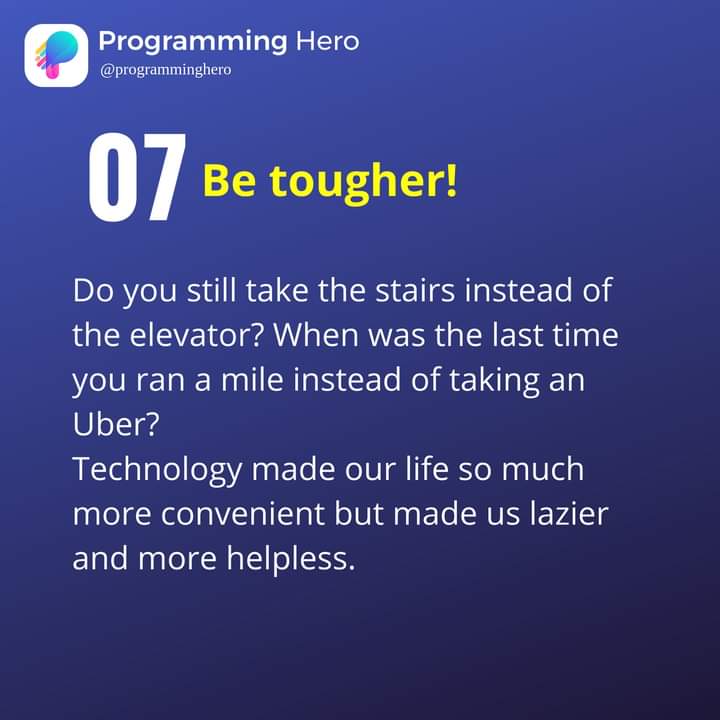 Programming Hero
@programminghero
07 Be tougher!
Do you still take the stairs instead of
the elevator? When was the last time
you ran a mile instead of taking an
Uber?
Technology made our life so much
more convenient but made us lazier
and more helpless.